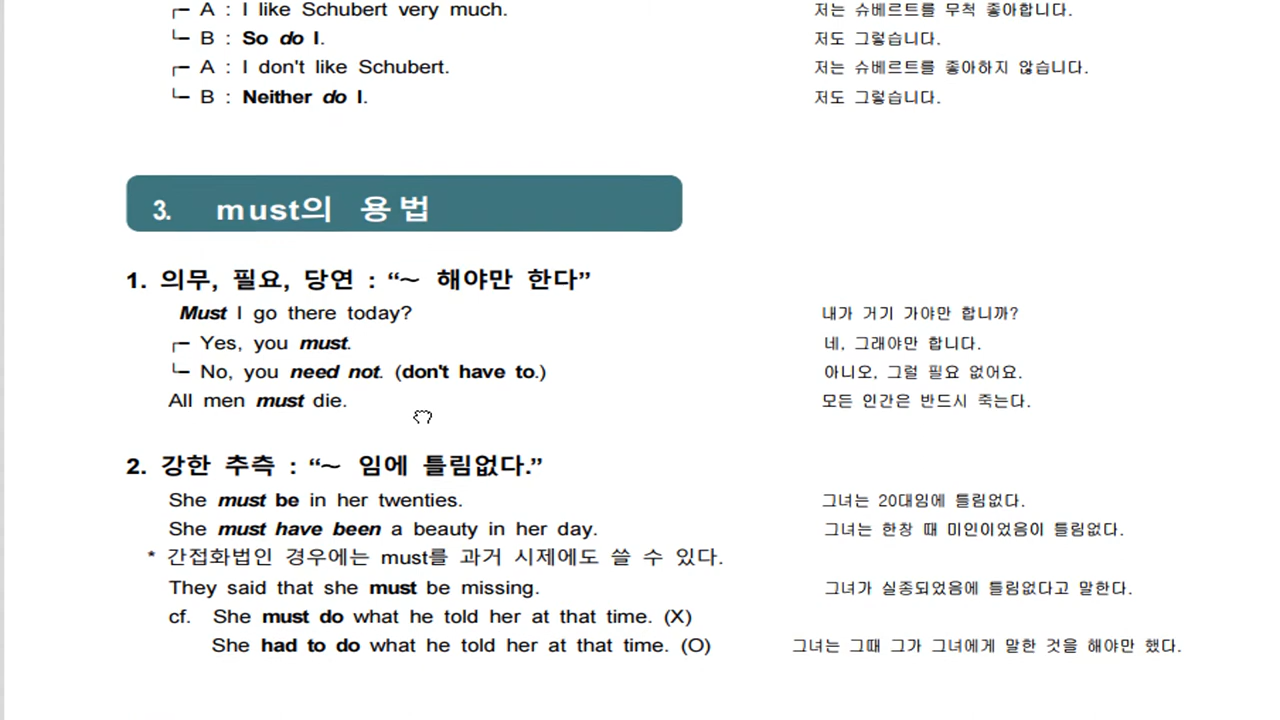 A : I like Schubert very much. 저는 슈베르트를 무척 좋아합니다.
B : So do I. 저도 그렇습니다.
A : I don't like Schubert. 저는 슈베르트를 좋아하지 않습니다.
B : Neither do I. 저도 그렇습니다.
3. must의 용법
1. 의무, 필요, 당연 : “~ 해야만 한다”
Must I go there today? 내가 거기 가야만 합니까?
Yes, you must. 네, 그래야만 합니다.
No, you need not. (don't have to.) 아니오, 그럴 필요 없어요.
All men must die. 모든 인간은 반드시 죽는다.
2. 강한 추측 : “~ 임에 틀림없다.”
She must be in her twenties. 그녀는 20대임에 틀림없다.
She must have been a beauty in her day. 그녀는 한창 때 미인이었음이 틀림없다.
* 간접화법인 경우에는 must를 과거 시제에도 쓸 수 있다.
They said that she must be missing. 그녀가 실종되었음에 틀림없다고 말한다.
cf. She must do what he told her at that time. (X)
She had to do what he told her at that time. (O) 그녀는 그때 그가 그녀에게 말한 것을 해야만 했다.